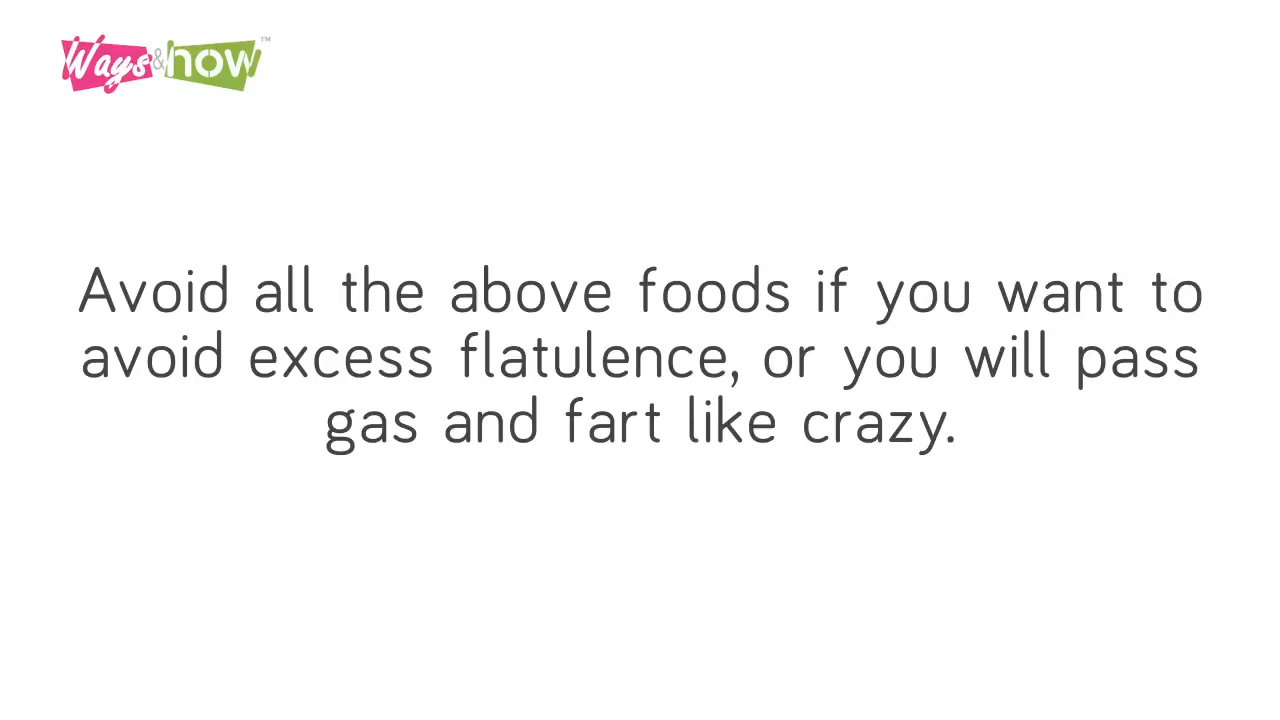 Ways&how™
Avoid all the above foods if you want to
avoid excess flatulence, or you will pass
gas and fart like crazy.